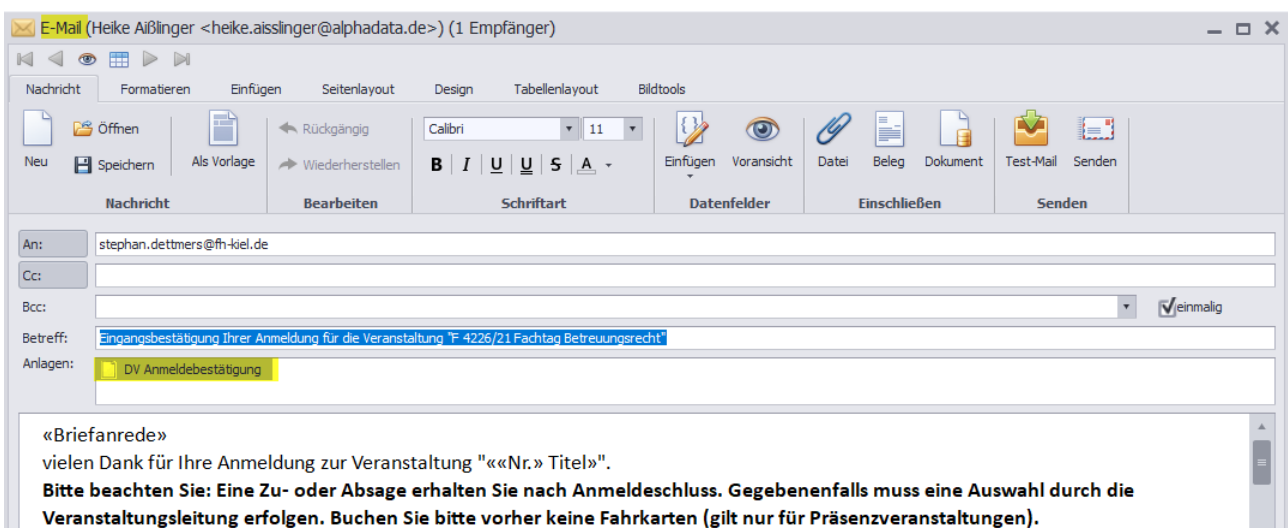 E-Mail (Heike Aißlinger <heike.aisslinger@alphadata.de>) (1 Empfänger)
Nachricht Formatieren Einfügen Seitenlayout Design Tabellenlayout Bildtools
Neu Öffnen Speichern Als Vorlage Rückgängig Wiederherstellen Calibri 11 B I U U S A Einfügen Voransicht Datei Beleg Dokument Test-Mail Senden
Nachricht Bearbeiten Schriftart Datenfelder Einschließen Senden
An: stephan.dettmers@fh-kiel.de
Cc:
Bcc: einmalig
Betreff: Eingangsbestätigung Ihrer Anmeldung für die Veranstaltung "F 4226/21 Fachtag Betreuungsrecht"
Anlagen: DV Anmeldebestätigung
«Briefanrede»
vielen Dank für Ihre Anmeldung zur Veranstaltung "««Nr.» Titel»".
Bitte beachten Sie: Eine Zu- oder Absage erhalten Sie nach Anmeldeschluss. Gegebenenfalls muss eine Auswahl durch die
Veranstaltungsleitung erfolgen. Buchen Sie bitte vorher keine Fahrkarten (gilt nur für Präsenzveranstaltungen).